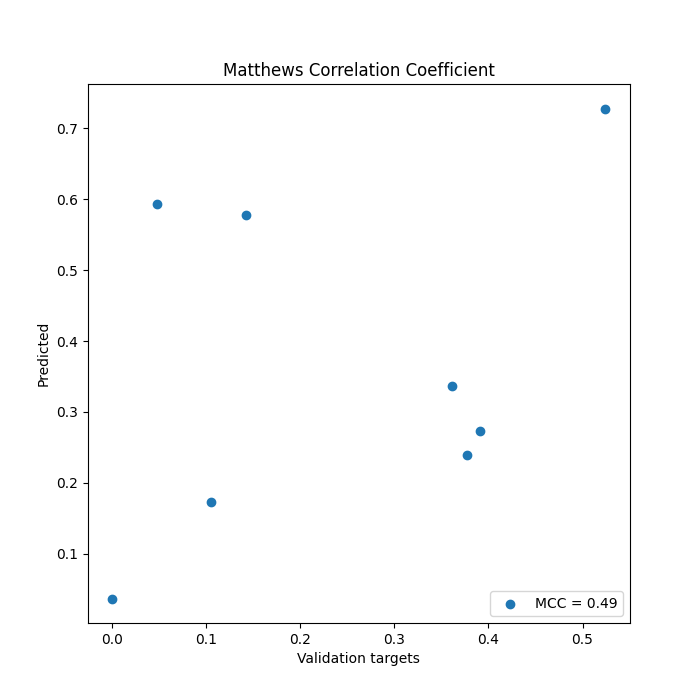 Matthews Correlation Coefficient
0.7
0.6
0.5
0.4
0.3
0.2
0.1
Predicted
MCC = 0.49
0.0 0.1 0.2 0.3 0.4 0.5
Validation targets